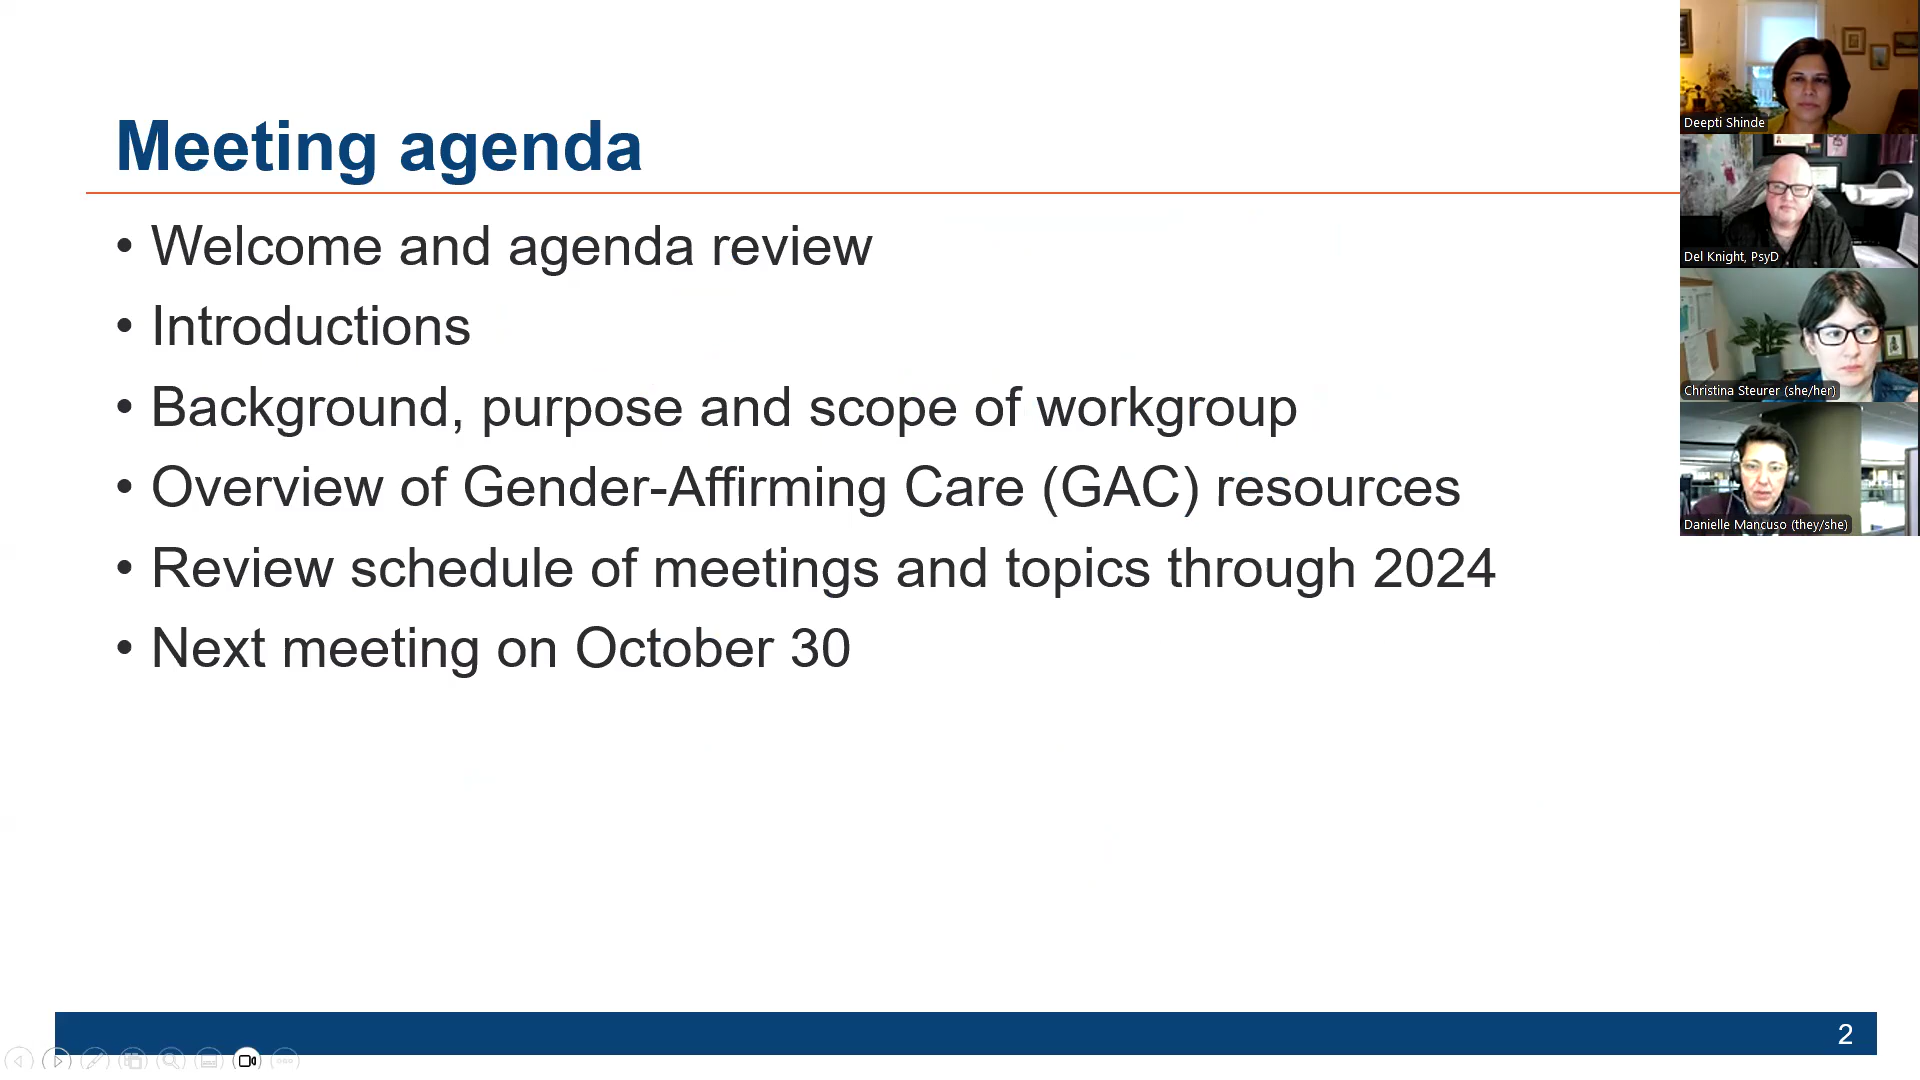 Meeting agenda
• Welcome and agenda review
• Introductions
• Background, purpose and scope of workgroup
• Overview of Gender-Affirming Care (GAC) resources
• Review schedule of meetings and topics through 2024
• Next meeting on October 30
2
Deepti Shinde
Del Knight, PsyD
Christina Steurer (she/her)
Danielle Mancuso (they/she)